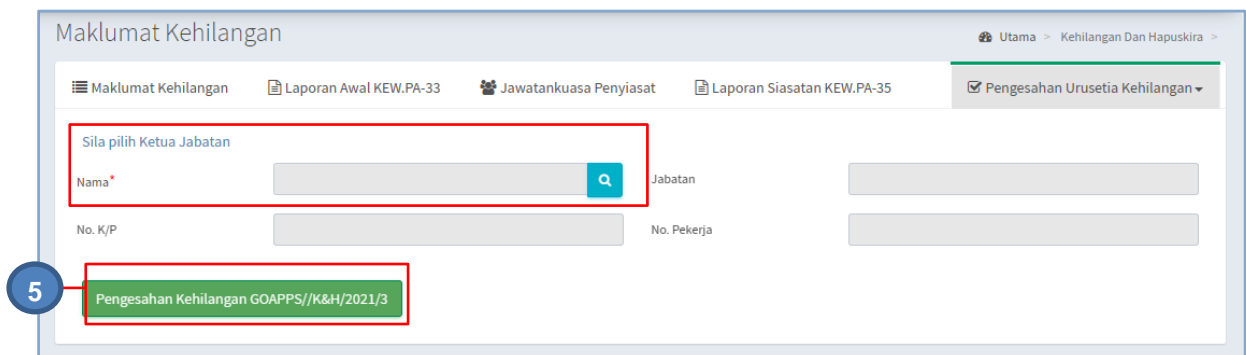 Maklumat Kehilangan
Utama > Kehilangan Dan Hapuskira >
Maklumat Kehilangan Laporan Awal KEW.PA-33 Jawatankuasa Penyiasat Laporan Siasatan KEW.PA-35 Pengesahan Urusetia Kehilangan
Sila pilih Ketua Jabatan
Nama* Jabatan
No. K/P No. Pekerja
5 Pengesahan Kehilangan GOAPPS//K&H/2021/3